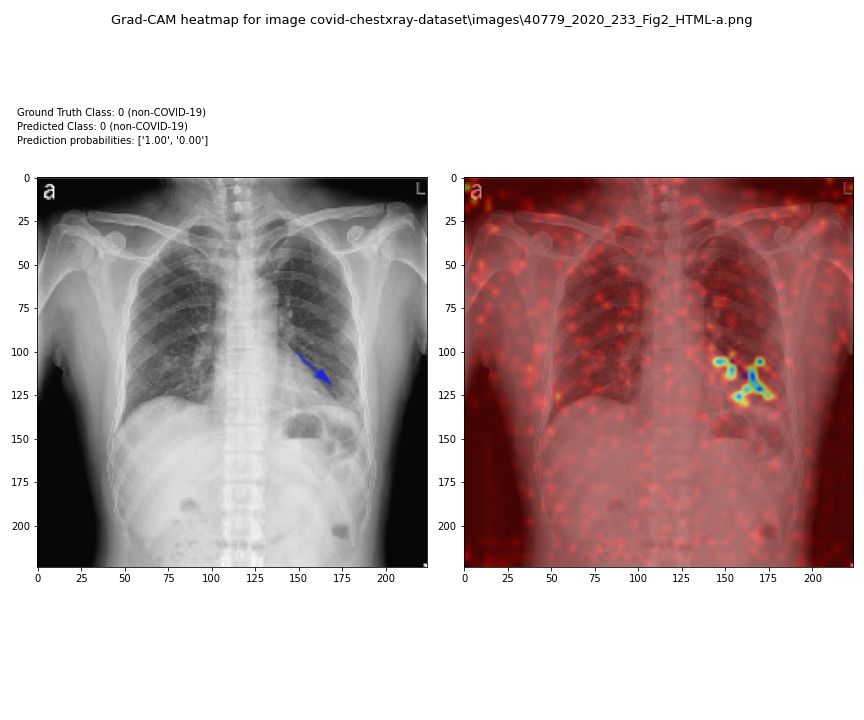 Grad-CAM heatmap for image covid-chestxray-dataset\images\40779_2020_233_Fig2_HTML-a.png
Ground Truth Class: 0 (non-COVID-19)
Predicted Class: 0 (non-COVID-19)
Prediction probabilities: ['1.00', '0.00']
a
L
0
25
50
75
100
125
150
175
200
0 25 50 75 100 125 150 175 200
a
L
0
25
50
75
100
125
150
175
200
0 25 50 75 100 125 150 175 200